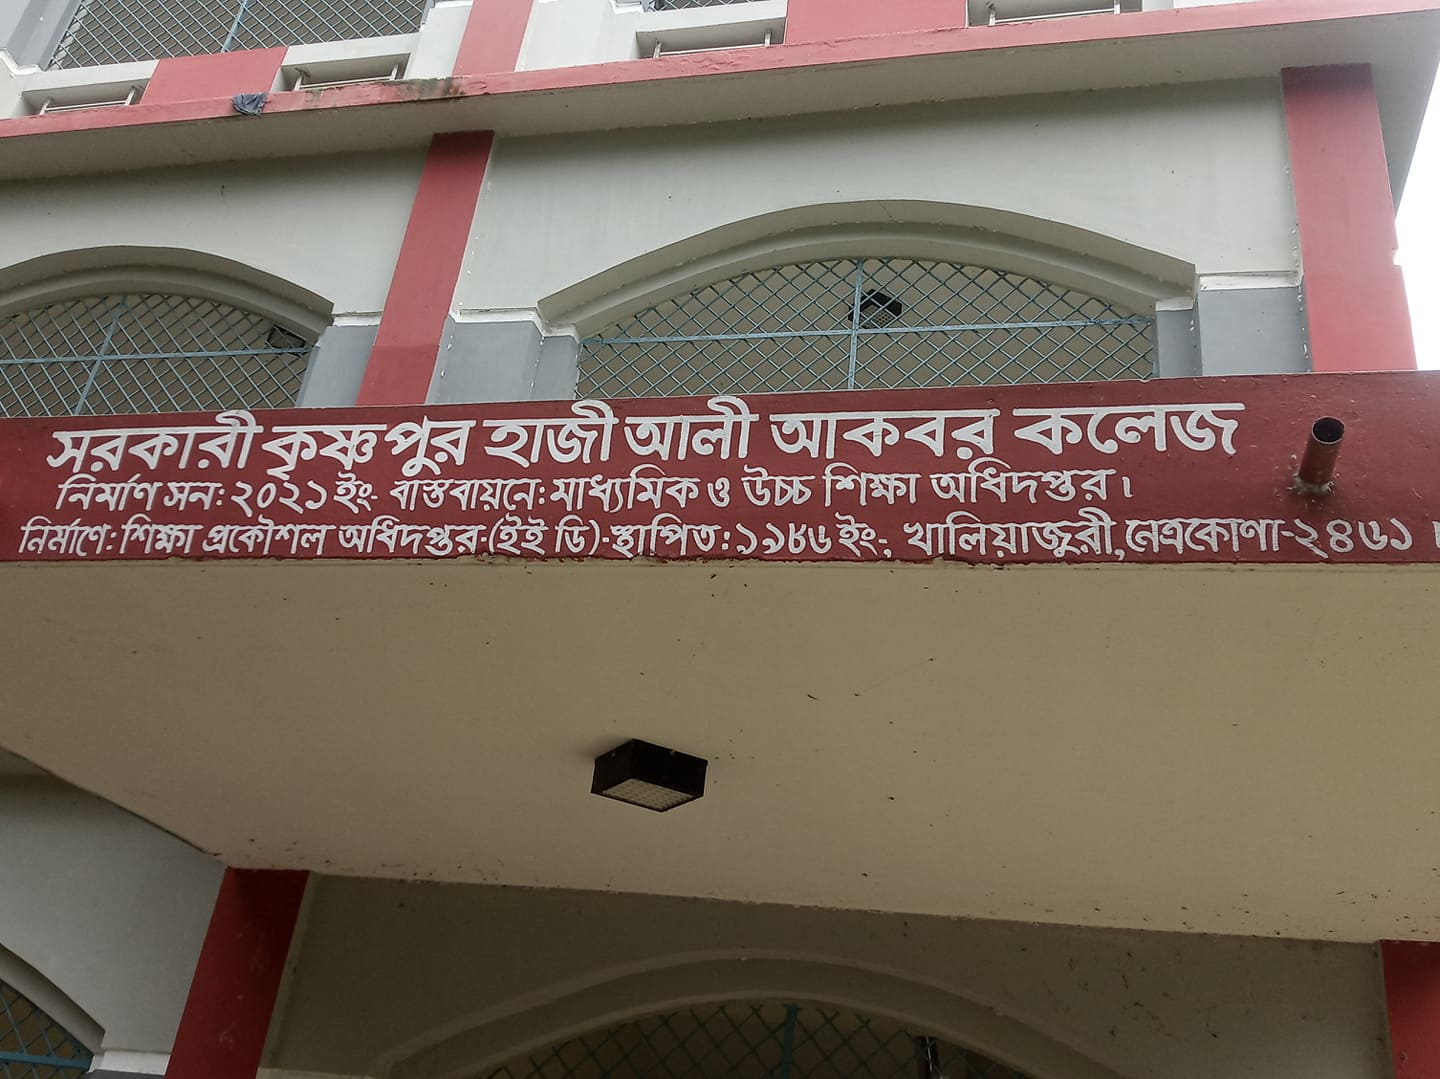 সরকারী কৃষ্ণপুর হাজী আলী আকবর কলেজ
নির্মাণ সন: ২০২১ ইং- বাস্তবায়নে: মাধ্যমিক ও উচ্চ শিক্ষা অধিদপ্তর।
নির্মাণে: শিক্ষা প্রকৌশল অধিদপ্তর-(ইই ডি)-স্থাপিত: ১৯৮৬ ইং-, খালিয়াজুরী, নেত্রকোণা-২৪৬১।